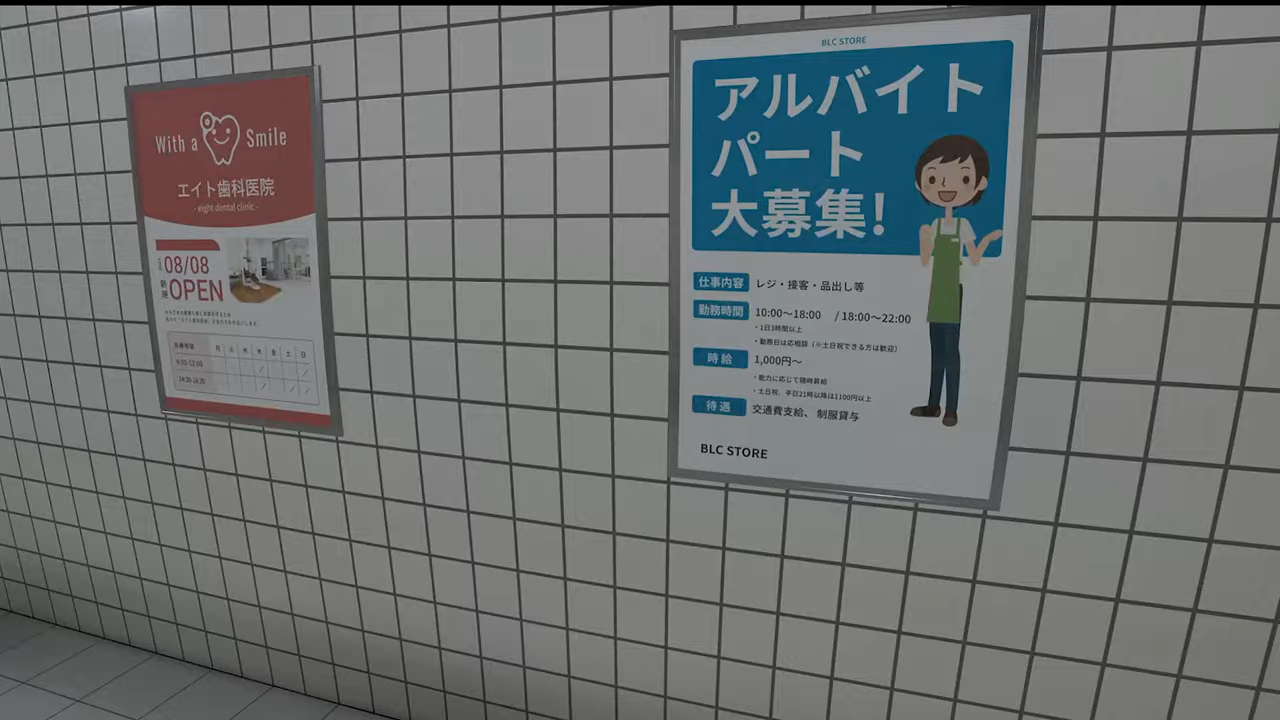 With a Smile
エイト歯科医院
- eight dental clinic -
08/08
新規
OPEN
診療時間 月 火 水 木 金 土 日
9:00-13:00
14:30-18:30
BLC STORE
アルバイト
パート
大募集!
仕事内容 レジ・接客・品出し等
勤務時間 10:00〜18:00 / 18:00〜22:00
・1日3時間以上
・勤務日は応相談(※土日祝できる方は歓迎)
時給 1,000円〜
・能力に応じて随時昇給
・土日祝、平日21時以降は1100円以上
待遇 交通費支給、制服貸与
BLC STORE